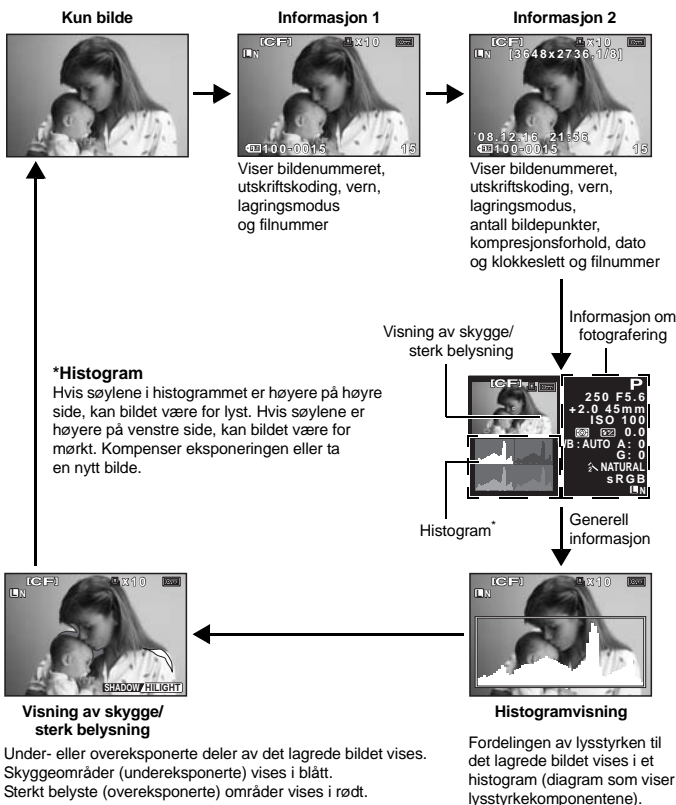 Kun bilde
Informasjon 1
[CF] x10
LN
100-0015 15
Viser bildenummeret,
utskriftskoding, vern,
lagringsmodus
og filnummer
Informasjon 2
[CF] x10
LN [3648x2736,1/8]
'08.12.16 21:56
100-0015 15
Viser bildenummeret,
utskriftskoding, vern,
lagringsmodus,
antall bildepunkter,
kompresjonsforhold, dato
og klokkeslett og filnummer
Visning av skygge/
sterk belysning
Informasjon om
fotografering
[CF]
P
250 F5.6
+2.0 45mm
ISO 100
0.0
WB : AUTO A: 0
G: 0
NATURAL
sRGB
LN
Histogram*
Generell
informasjon
*Histogram
Hvis søylene i histogrammet er høyere på høyre
side, kan bildet være for lyst. Hvis søylene er
høyere på venstre side, kan bildet være for
mørkt. Kompenser eksponeringen eller ta
en nytt bilde.
[CF] x10
LN
SHADOW HILIGHT
Visning av skygge/
sterk belysning
Under- eller overeksponerte deler av det lagrede bildet vises.
Skyggeområder (undereksponerte) vises i blått.
Sterkt belyste (overeksponerte) områder vises i rødt.
[CF] x10
LN
Histogramvisning
Fordelingen av lysstyrken til
det lagrede bildet vises i et
histogram (diagram som viser
lysstyrkekomponentene).